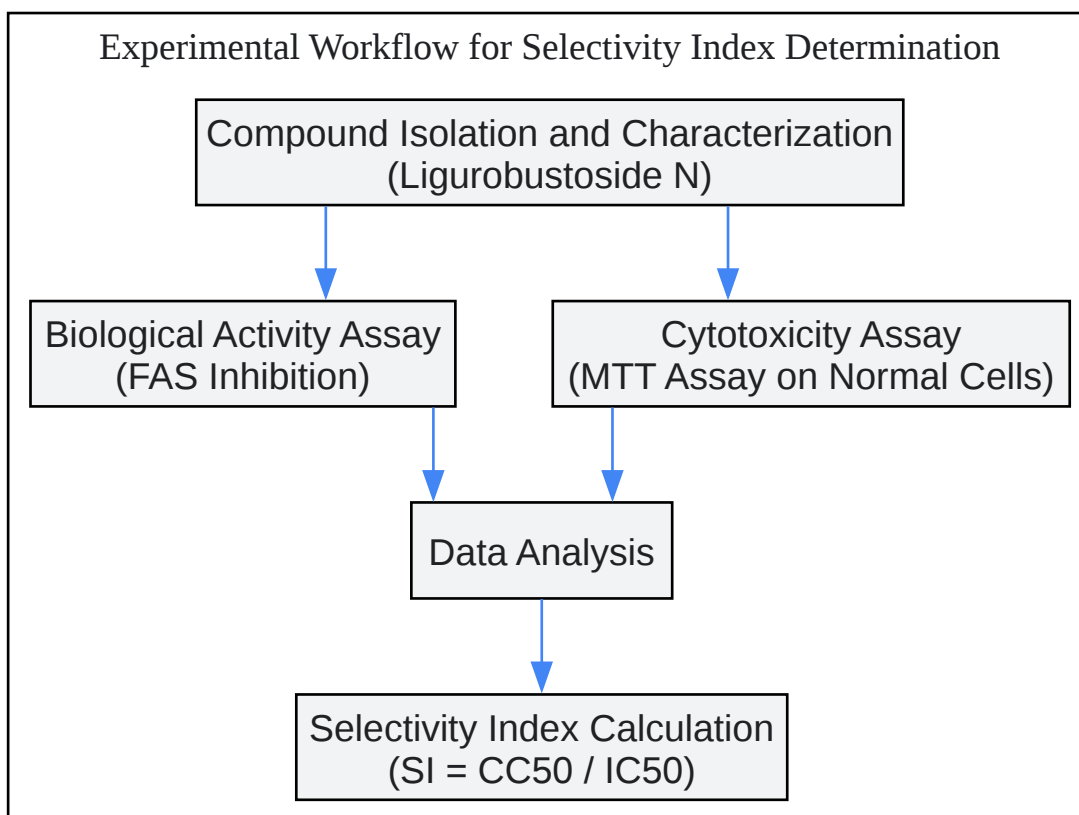 Experimental Workflow for Selectivity Index Determination
Compound Isolation and Characterization
(Ligurobustoside N)
Biological Activity Assay
(FAS Inhibition)
Cytotoxicity Assay
(MTT Assay on Normal Cells)
Data Analysis
Selectivity Index Calculation
(SI = CC50 / IC50)